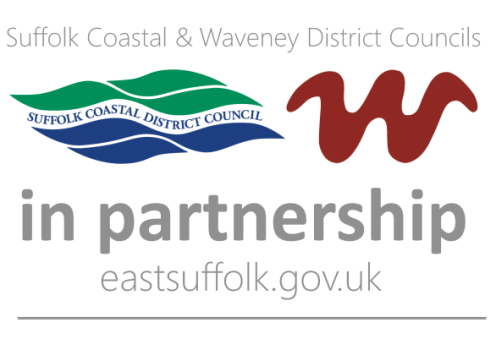 Suffolk Coastal & Waveney District Councils
SUFFOLK COASTAL DISTRICT COUNCIL
in partnership
eastsuffolk.gov.uk